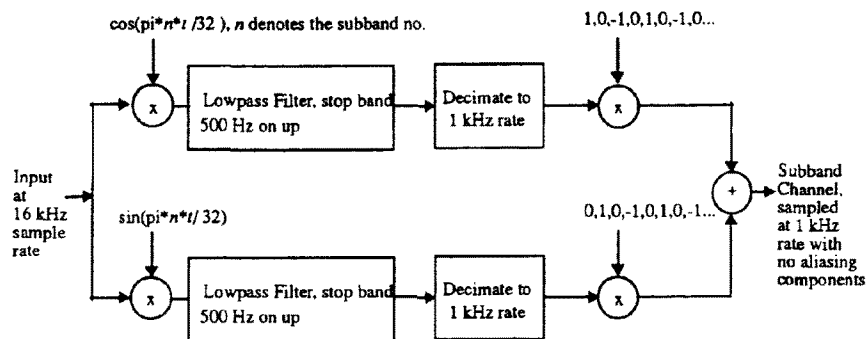 cos(pi*n*t /32 ), n denotes the subband no.
1,0,-1,0,1,0,-1,0...
x
Lowpass Filter, stop band
500 Hz on up
Decimate to
1 kHz rate
x
Input
at
16 kHz
sample
rate
+
Subband
Channel,
sampled
at 1 kHz
rate with
no aliasing
components
sin(pi*n*t/ 32)
0,1,0,-1,0,1,0,-1...
x
Lowpass Filter, stop band
500 Hz on up
Decimate to
1 kHz rate
x